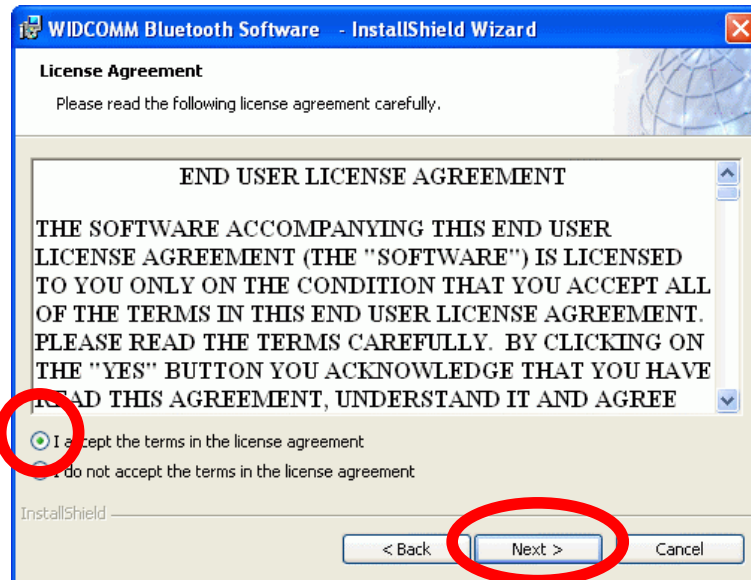 WIDCOMM Bluetooth Software - InstallShield Wizard
License Agreement
Please read the following license agreement carefully.
END USER LICENSE AGREEMENT
THE SOFTWARE ACCOMPANYING THIS END USER
LICENSE AGREEMENT (THE "SOFTWARE") IS LICENSED
TO YOU ONLY ON THE CONDITION THAT YOU ACCEPT ALL
OF THE TERMS IN THIS END USER LICENSE AGREEMENT.
PLEASE READ THE TERMS CAREFULLY. BY CLICKING ON
THE "YES" BUTTON YOU ACKNOWLEDGE THAT YOU HAVE
READ THIS AGREEMENT, UNDERSTAND IT AND AGREE
I accept the terms in the license agreement
I do not accept the terms in the license agreement
InstallShield
< Back Next > Cancel